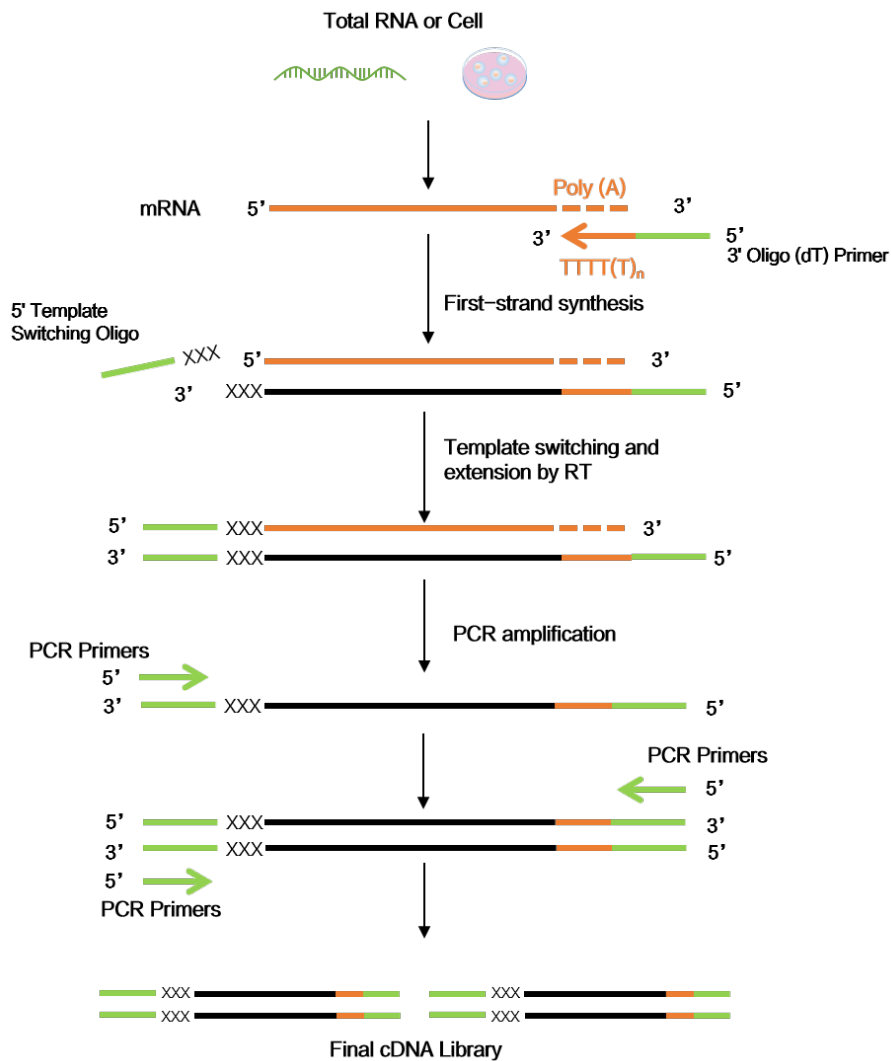 Total RNA or Cell
Poly (A)
mRNA 5’ 3’
3’ 5’
3' Oligo (dT) Primer
TTTT(T)n
First-strand synthesis
5' Template
Switching Oligo
XXX 5’ 3’
3’ XXX 5’
Template switching and
extension by RT
5’ XXX 3’
3’ XXX 5’
PCR amplification
PCR Primers
5’
3’ XXX 5’
PCR Primers
5’
5’ XXX 3’
3’ XXX 5’
5’
PCR Primers
XXX XXX
Final cDNA Library